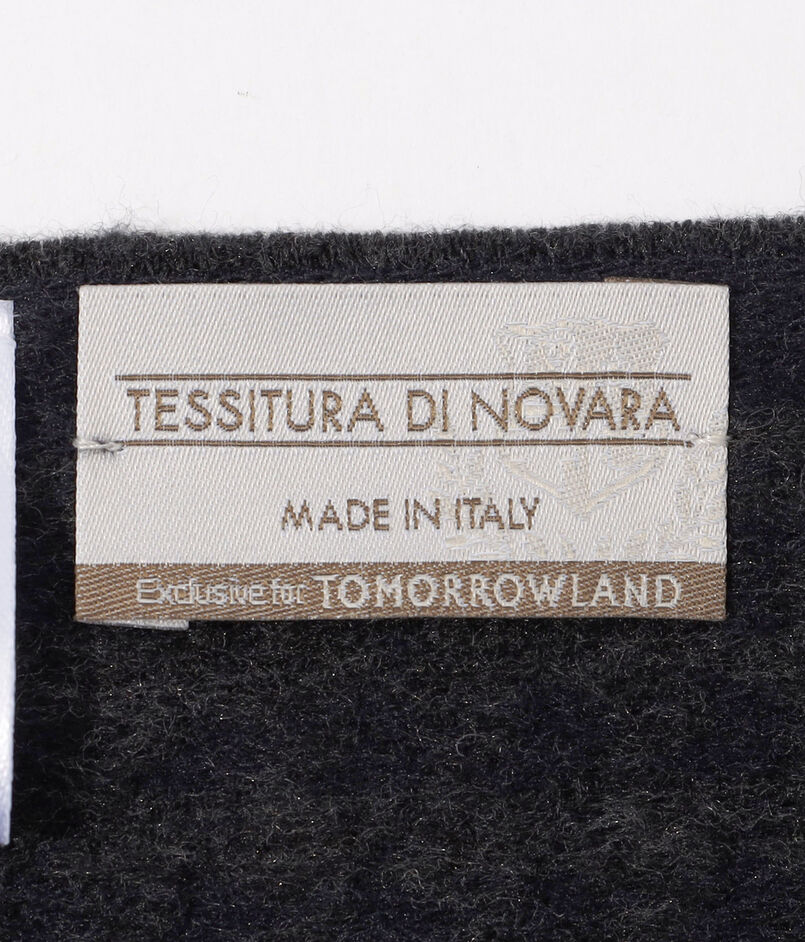 TESSITURA DI NOVARA
MADE IN ITALY
Exclusive for TOMORROWLAND